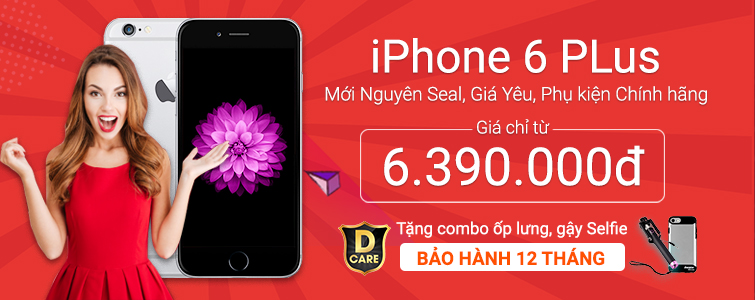 iPhone 6 PLus
Mới Nguyên Seal, Giá Yêu, Phụ kiện Chính hãng
Giá chỉ từ
6.390.000đ
D
CARE
Tặng combo ốp lưng, gậy Selfie
BẢO HÀNH 12 THÁNG